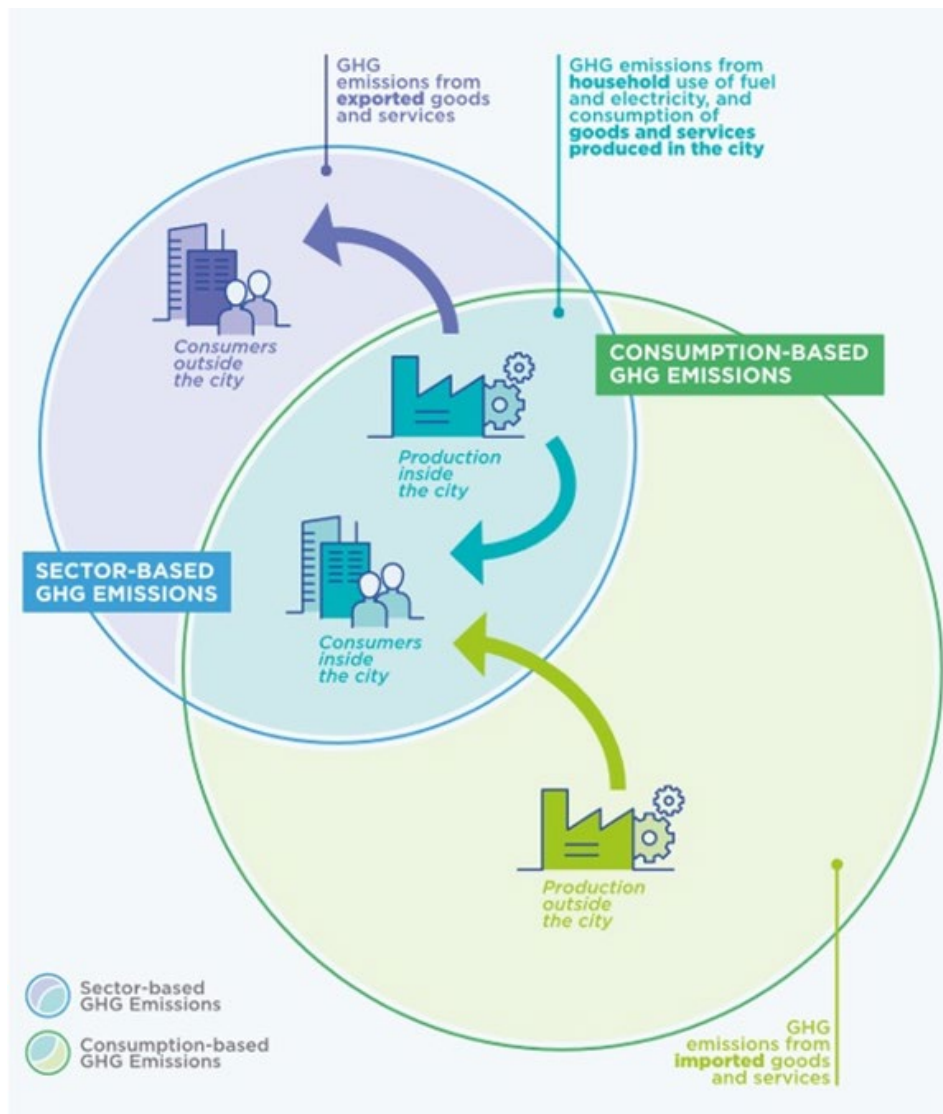 GHG
emissions from
exported goods
and services
GHG emissions from
household use of fuel
and electricity, and
consumption of
goods and services
produced in the city
Consumers
outside
the city
CONSUMPTION-BASED
GHG EMISSIONS
Production
inside
the city
SECTOR-BASED
GHG EMISSIONS
Consumers
inside
the city
Production
outside
the city
Sector-based
GHG Emissions
Consumption-based
GHG Emissions
GHG
emissions from
imported goods
and services